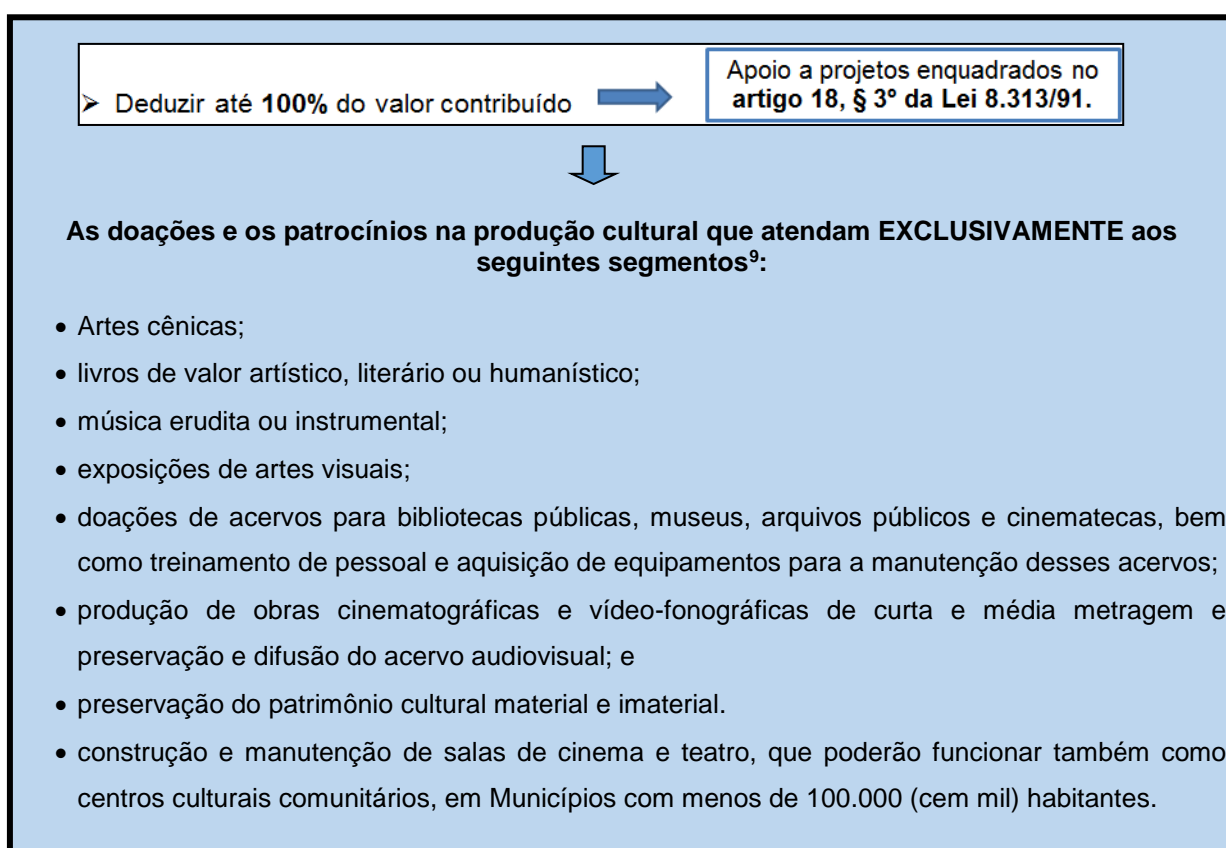 ➢ Deduzir até 100% do valor contribuído
Apoio a projetos enquadrados no
artigo 18, § 3º da Lei 8.313/91.
As doações e os patrocínios na produção cultural que atendam EXCLUSIVAMENTE aos
seguintes segmentos⁹:
• Artes cênicas;
• livros de valor artístico, literário ou humanístico;
• música erudita ou instrumental;
• exposições de artes visuais;
• doações de acervos para bibliotecas públicas, museus, arquivos públicos e cinematecas, bem
como treinamento de pessoal e aquisição de equipamentos para a manutenção desses acervos;
• produção de obras cinematográficas e vídeo-fonográficas de curta e média metragem e
preservação e difusão do acervo audiovisual; e
• preservação do patrimônio cultural material e imaterial.
• construção e manutenção de salas de cinema e teatro, que poderão funcionar também como
centros culturais comunitários, em Municípios com menos de 100.000 (cem mil) habitantes.